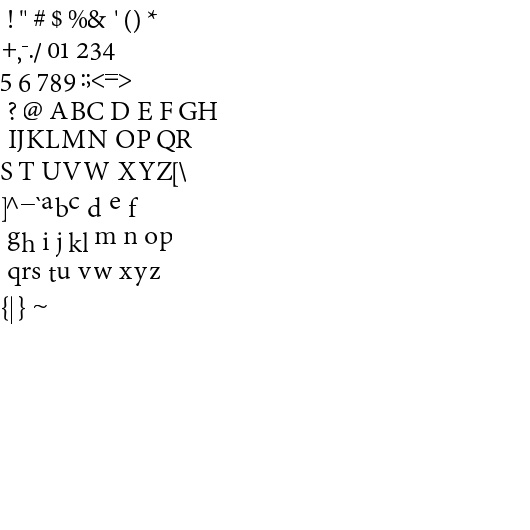 ! " # $ %& ' () *
+,-./ 01 234
5 6 789 :;<=>
? @ ABC D E F GH
IJKLMN OP QR
S T UVW XYZ[\
]^_`abc d e f
gh i j kl m n op
qrs tu vw xyz
{|} ~